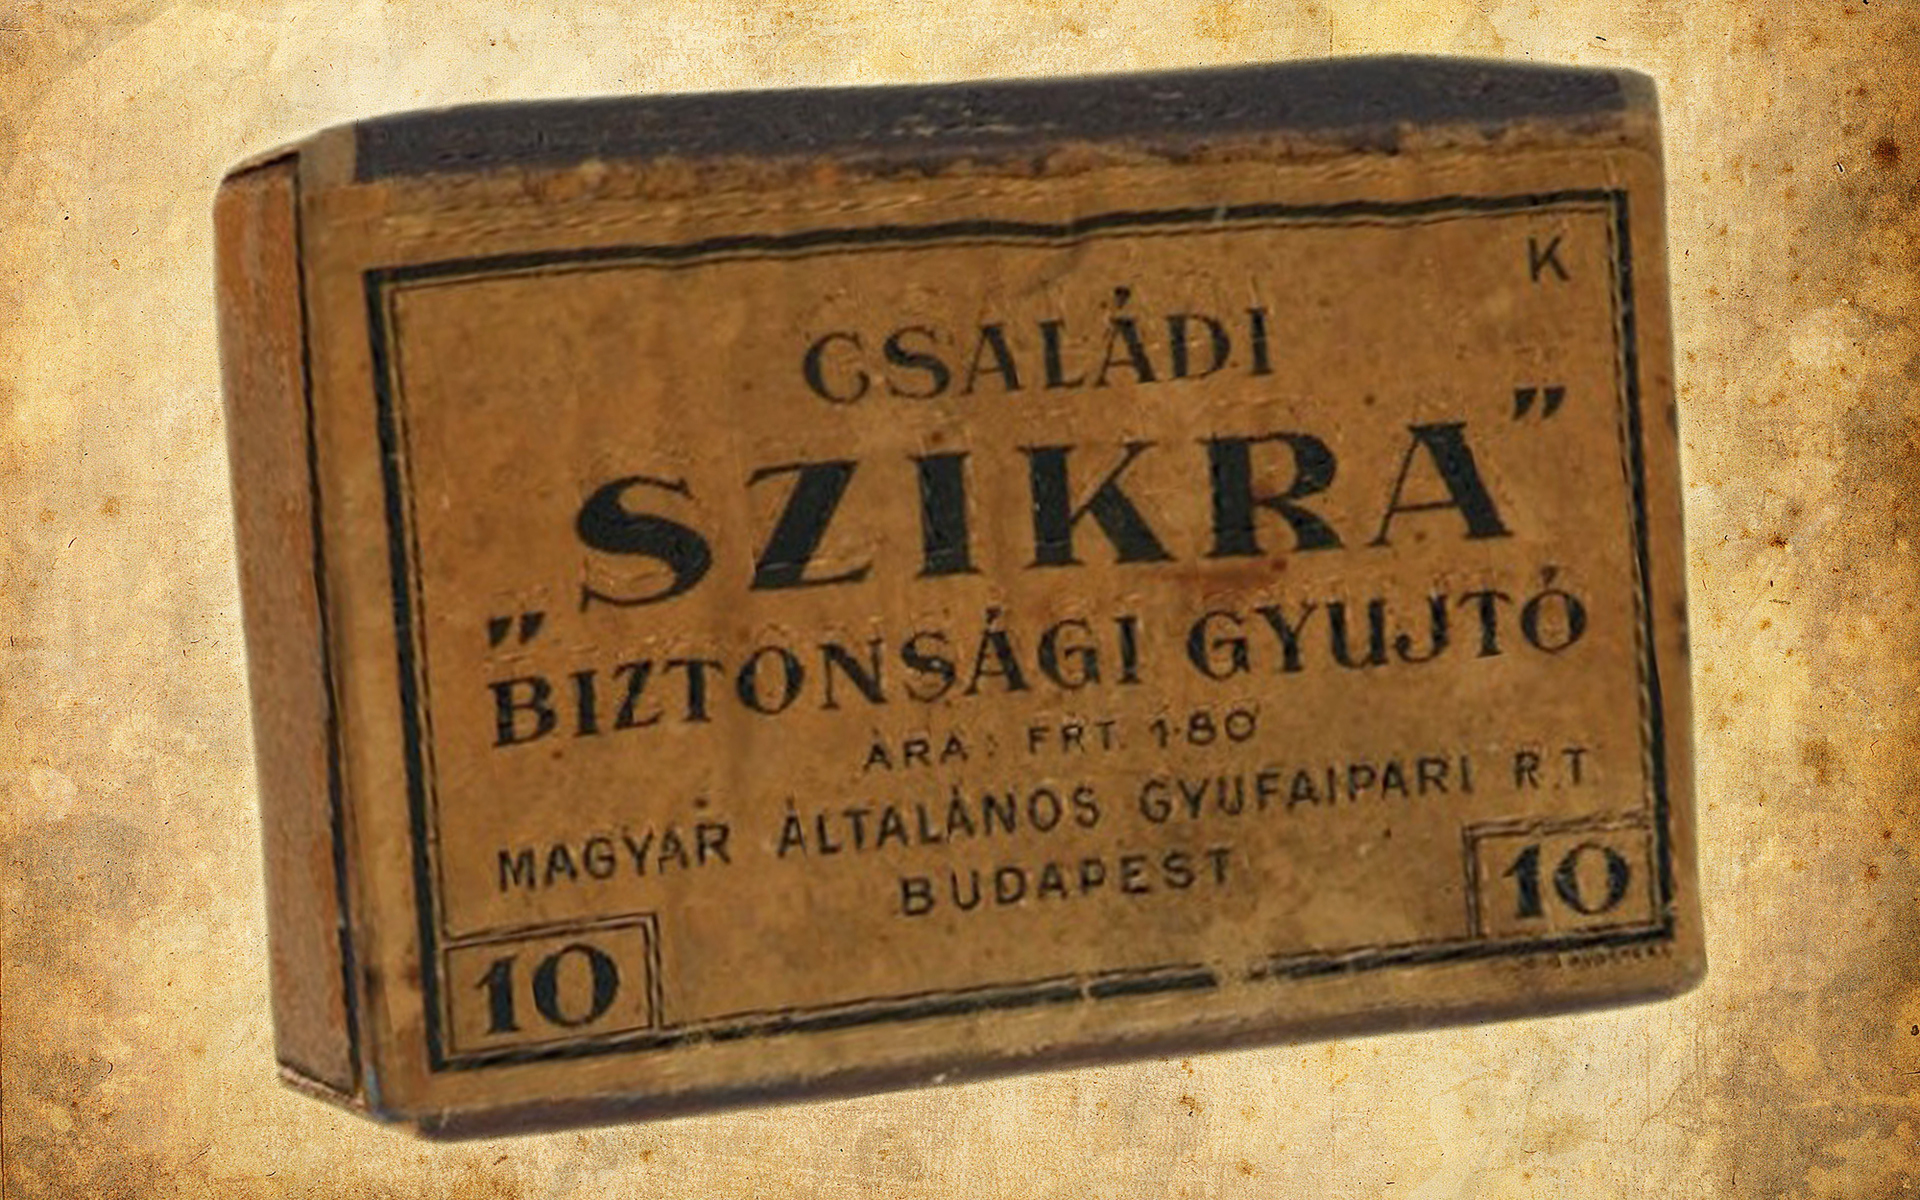 K
CSALÁDI
„SZIKRA”
BIZTONSÁGI GYUJTÓ
ÁRA: FRT. 1·80
MAGYAR ÁLTALÁNOS GYUFAIPARI R.T.
BUDAPEST
10
10